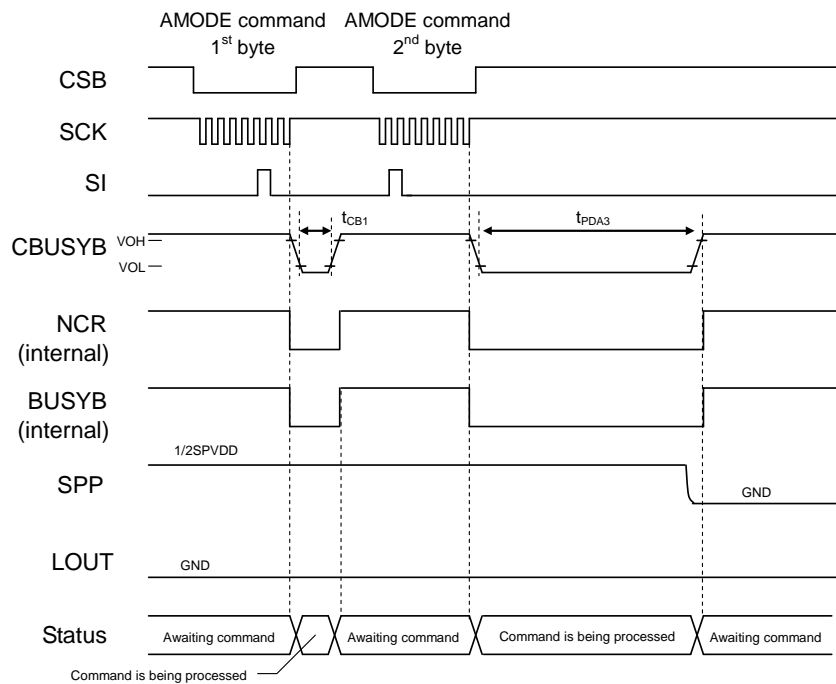 AMODE command
1st byte
AMODE command
2nd byte
CSB
SCK
SI
tCB1
tPDA3
CBUSYB
VOH
VOL
NCR
(internal)
BUSYB
(internal)
1/2SPVDD
SPP
GND
LOUT
GND
Status
Awaiting command
Awaiting command
Command is being processed
Awaiting command
Command is being processed